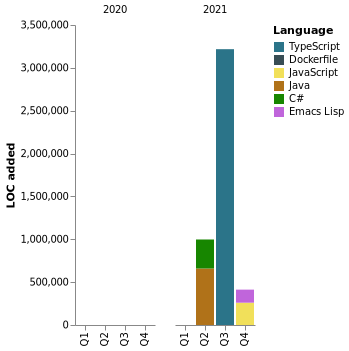 2020 2021
Language
TypeScript
Dockerfile
JavaScript
Java
C#
Emacs Lisp
LOC added
3,500,000
3,000,000
2,500,000
2,000,000
1,500,000
1,000,000
500,000
0
Q1 Q2 Q3 Q4 Q1 Q2 Q3 Q4